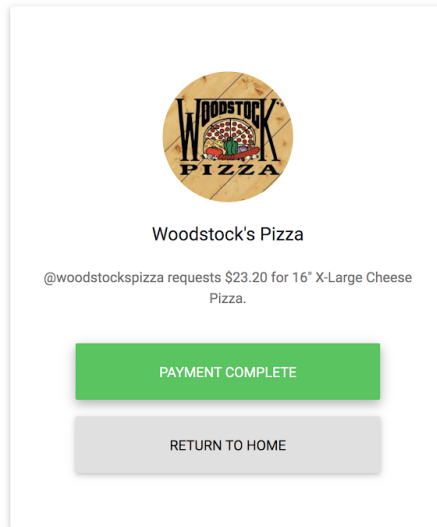 WOODSTOCK'S
PIZZA
Woodstock's Pizza
@woodstockspizza requests $23.20 for 16" X-Large Cheese
Pizza.
PAYMENT COMPLETE
RETURN TO HOME